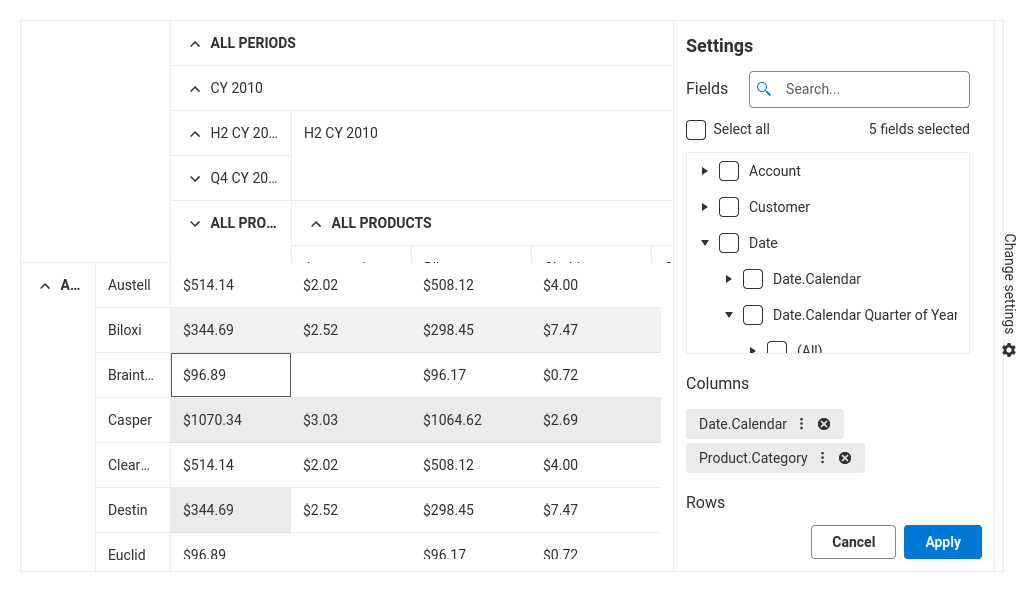 ALL PERIODS
CY 2010
H2 CY 20... H2 CY 2010
Q4 CY 20...
ALL PRO... ALL PRODUCTS
A... Austell $514.14 $2.02 $508.12 $4.00
Biloxi $344.69 $2.52 $298.45 $7.47
Braint... $96.89 $96.17 $0.72
Casper $1070.34 $3.03 $1064.62 $2.69
Clear... $514.14 $2.02 $508.12 $4.00
Destin $344.69 $2.52 $298.45 $7.47
Euclid $96.89 $96.17 $0.72
Settings
Fields Search...
Select all 5 fields selected
Account
Customer
Date
Date.Calendar
Date.Calendar Quarter of Year
(All)
Columns
Date.Calendar
Product.Category
Rows
Cancel Apply
Change settings